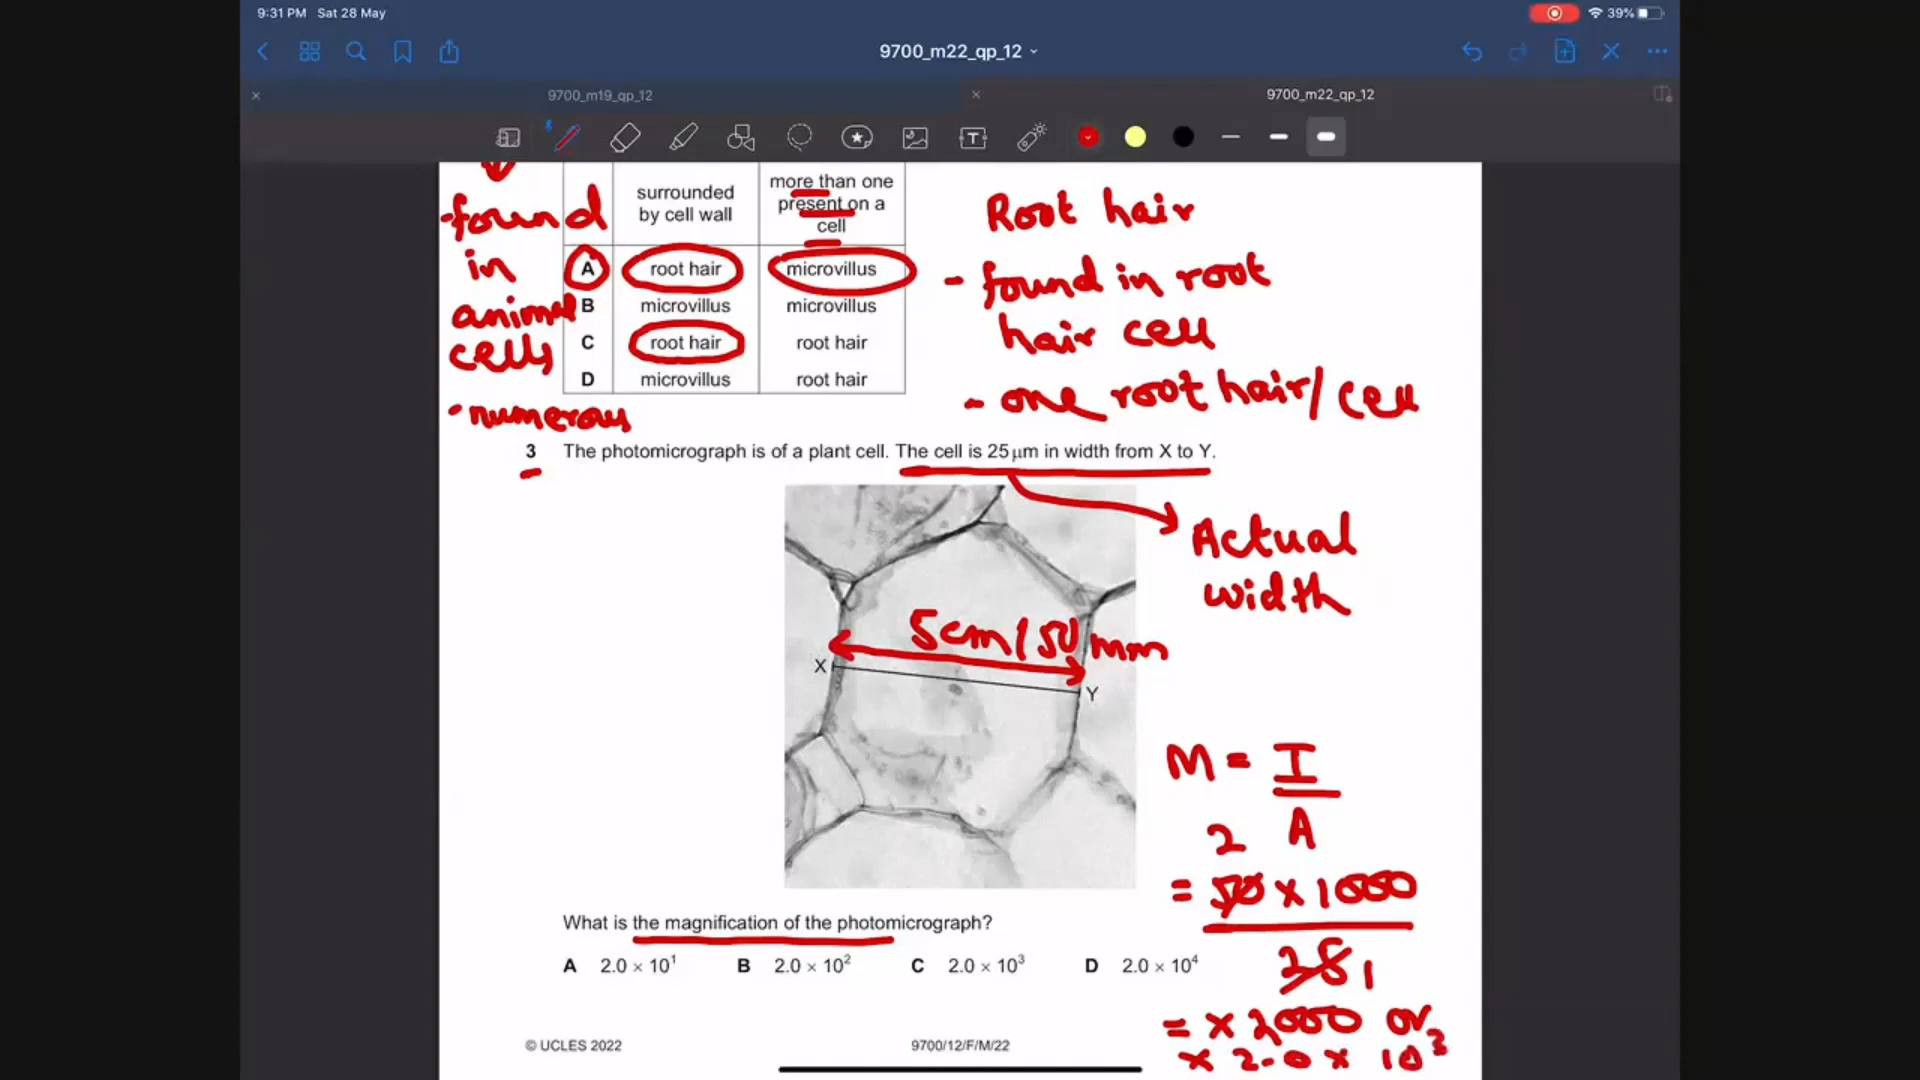 9:31 PM Sat 28 May
39%
9700_m22_qp_12
9700_m19_qp_12
9700_m22_qp_12
surrounded by cell wall
more than one present on a cell
A root hair microvillus
B microvillus microvillus
C root hair root hair
D microvillus root hair
-found
in
animal
cells
• numerous
Root hair
- found in root
hair cell
- one root hair/cell
3 The photomicrograph is of a plant cell. The cell is 25 μm in width from X to Y.
Actual
width
5cm/50mm
X
Y
M = I
A
2
= 50 × 1000
25 1
= × 2000 or
× 2.0 × 10³
What is the magnification of the photomicrograph?
A 2.0 × 10¹ B 2.0 × 10² C 2.0 × 10³ D 2.0 × 10⁴
© UCLES 2022 9700/12/F/M/22